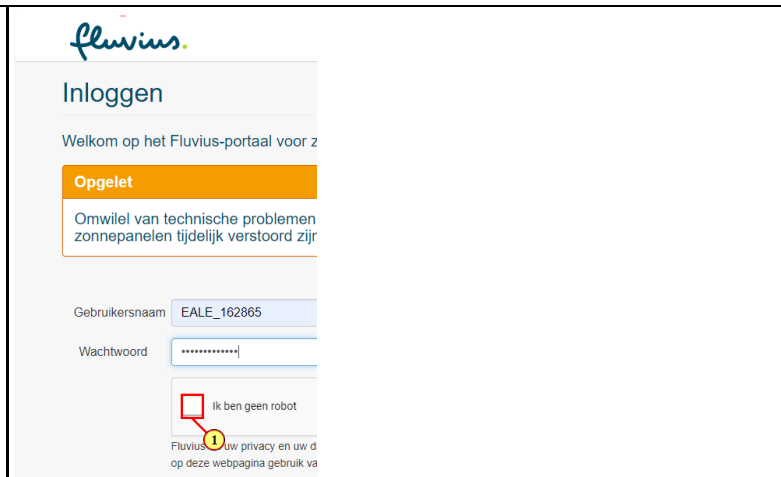 fluvius.
Inloggen
Welkom op het Fluvius-portaal voor z
Opgelet
Omwilel van technische problemen
zonnepanelen tijdelijk verstoord zijn
Gebruikersnaam EALE_162865
Wachtwoord
Ik ben geen robot
1
Fluvius uw privacy en uw d
op deze webpagina gebruik va